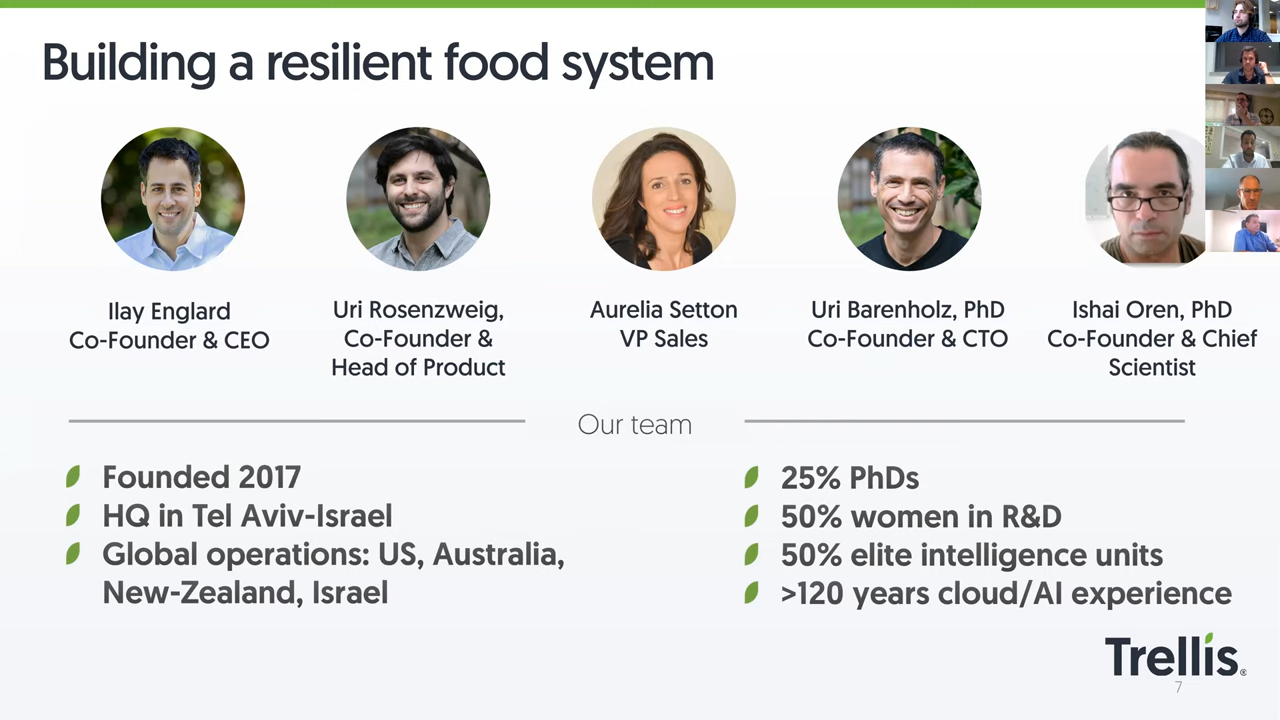 Building a resilient food system
Ilay Englard
Co-Founder & CEO
Uri Rosenzweig,
Co-Founder &
Head of Product
Aurelia Setton
VP Sales
Uri Barenholz, PhD
Co-Founder & CTO
Ishai Oren, PhD
Co-Founder & Chief
Scientist
Our team
Founded 2017
HQ in Tel Aviv-Israel
Global operations: US, Australia,
New-Zealand, Israel
25% PhDs
50% women in R&D
50% elite intelligence units
>120 years cloud/AI experience
Trellis®
7